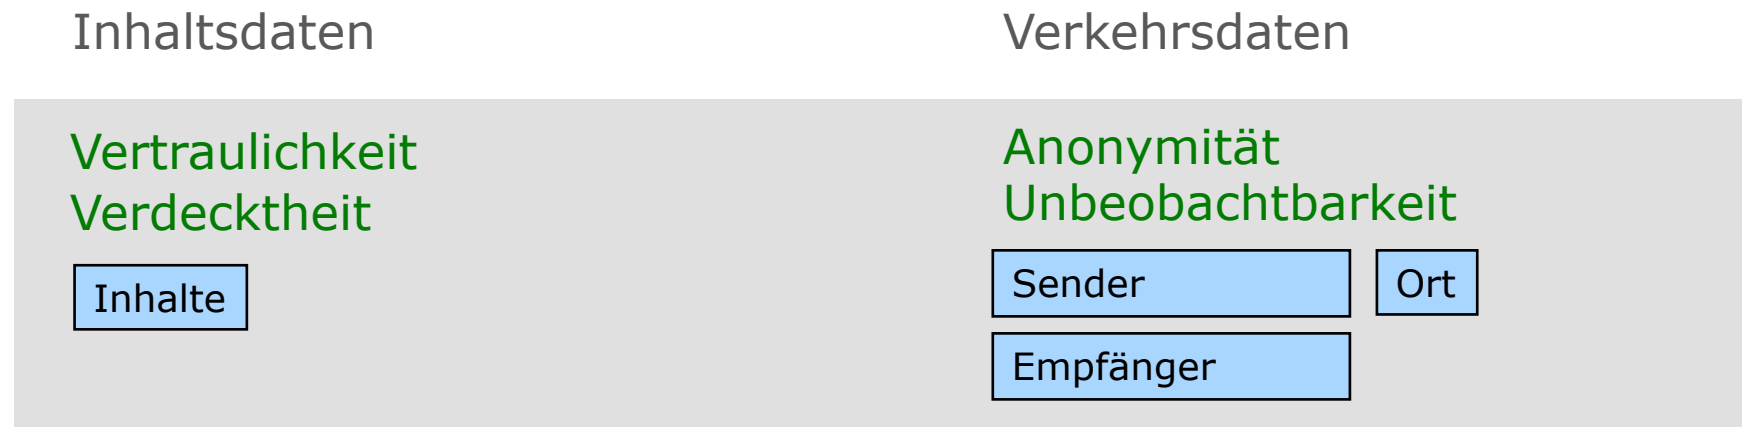 Inhaltsdaten
Verkehrsdaten
Vertraulichkeit
Verdecktheit
Inhalte
Anonymität
Unbeobachtbarkeit
Sender
Ort
Empfänger